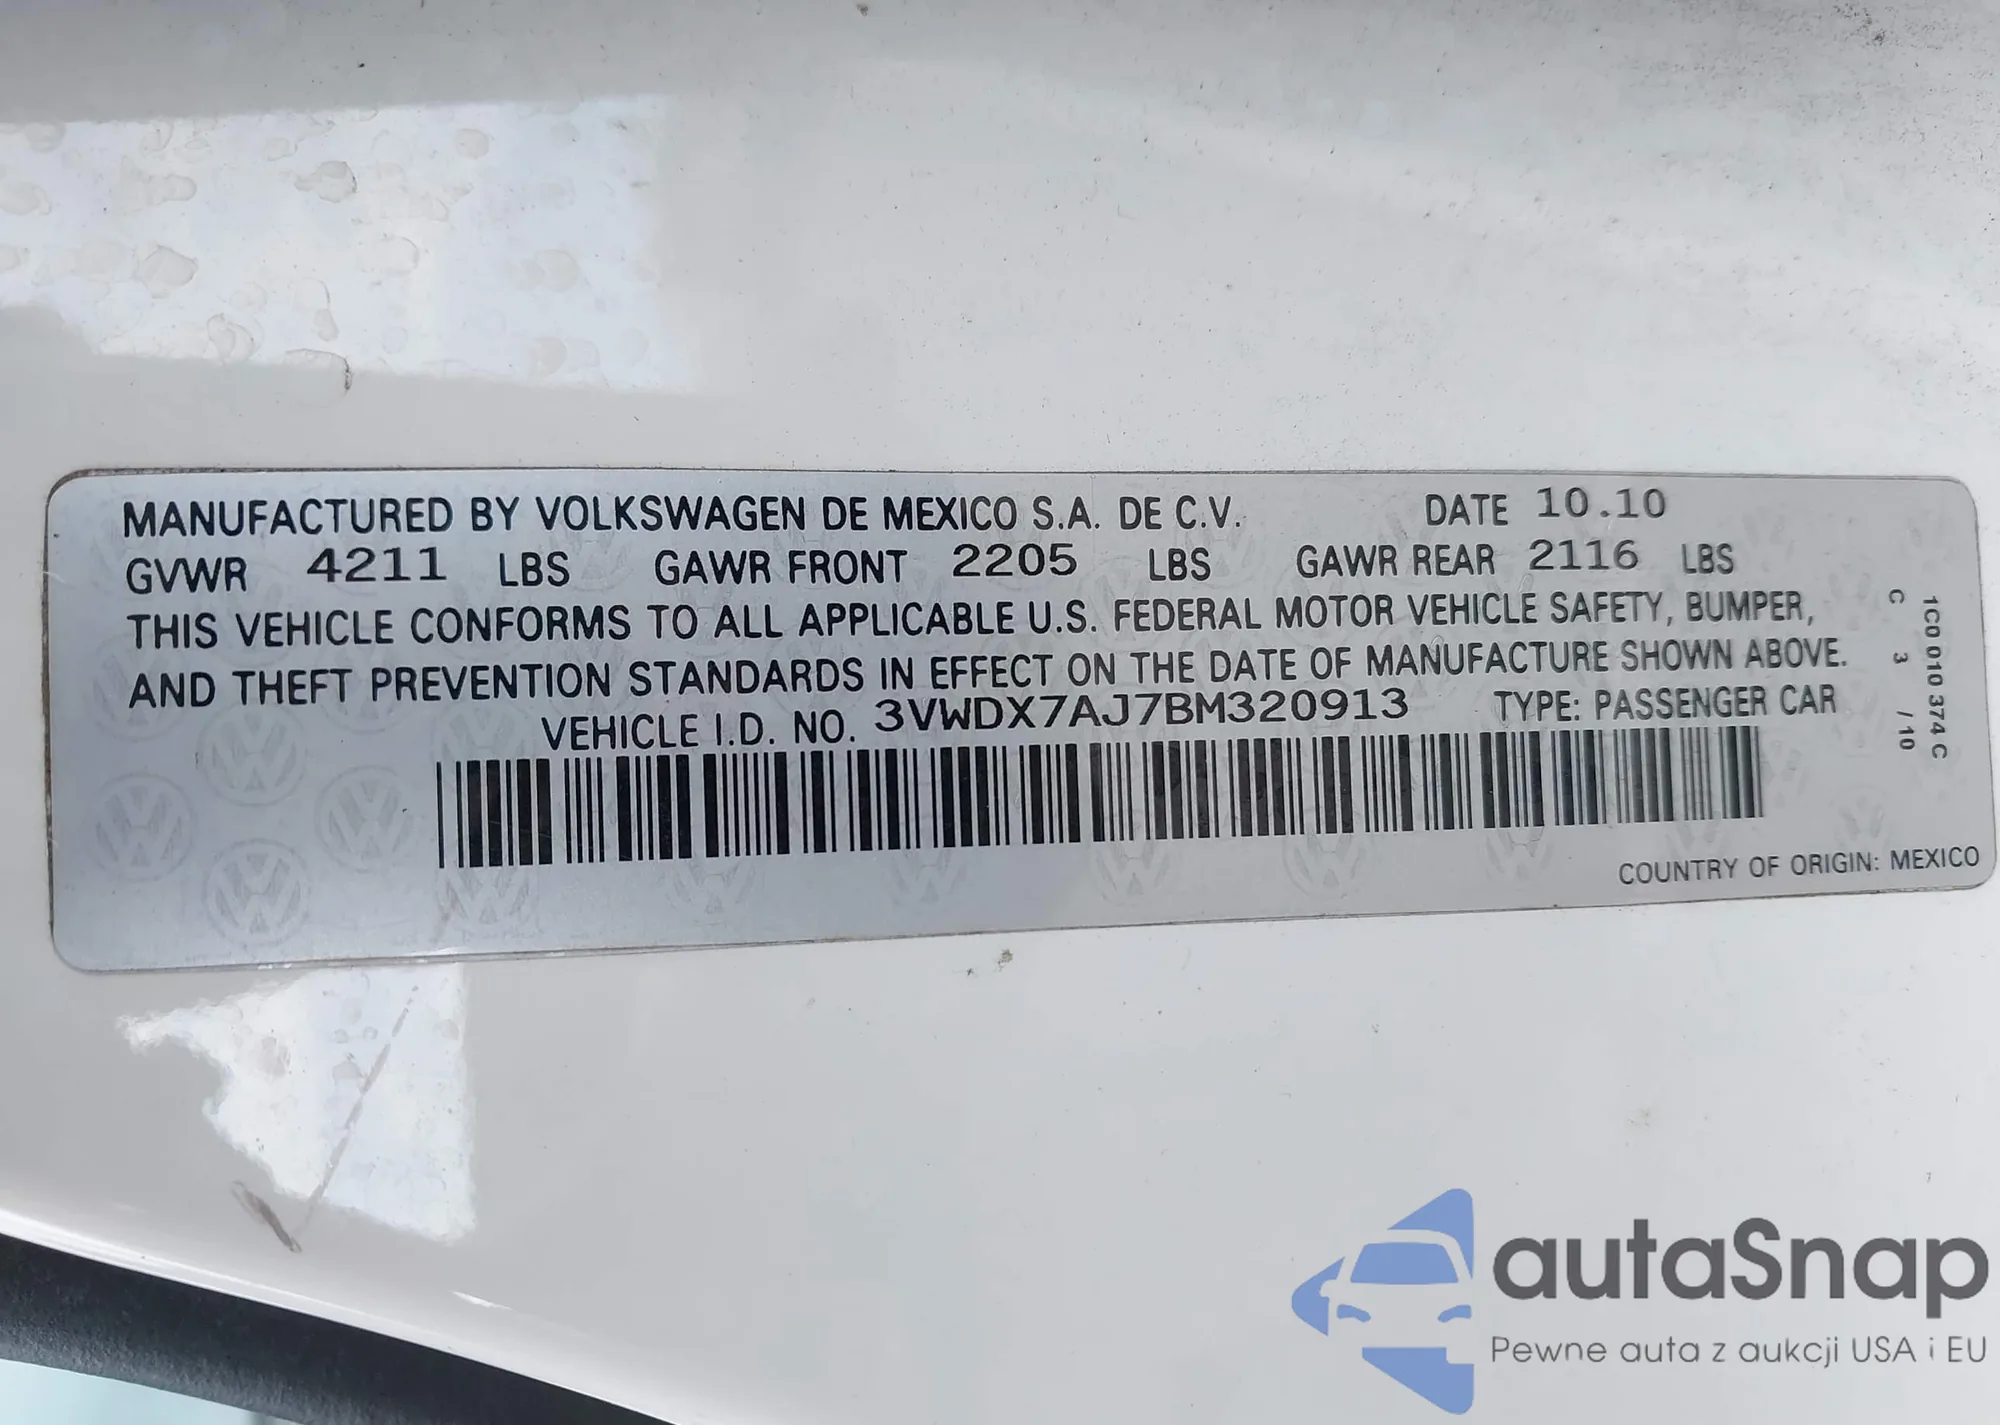 MANUFACTURED BY VOLKSWAGEN DE MEXICO S.A. DE C.V. DATE 10.10
GVWR 4211 LBS GAWR FRONT 2205 LBS GAWR REAR 2116 LBS
THIS VEHICLE CONFORMS TO ALL APPLICABLE U.S. FEDERAL MOTOR VEHICLE SAFETY, BUMPER,
AND THEFT PREVENTION STANDARDS IN EFFECT ON THE DATE OF MANUFACTURE SHOWN ABOVE.
VEHICLE I.D. NO. 3VWDX7AJ7BM320913 TYPE: PASSENGER CAR
1C0 010 374 C
C 3 /10
COUNTRY OF ORIGIN: MEXICO
autaSnap
Pewne auta z aukcji USA i EU